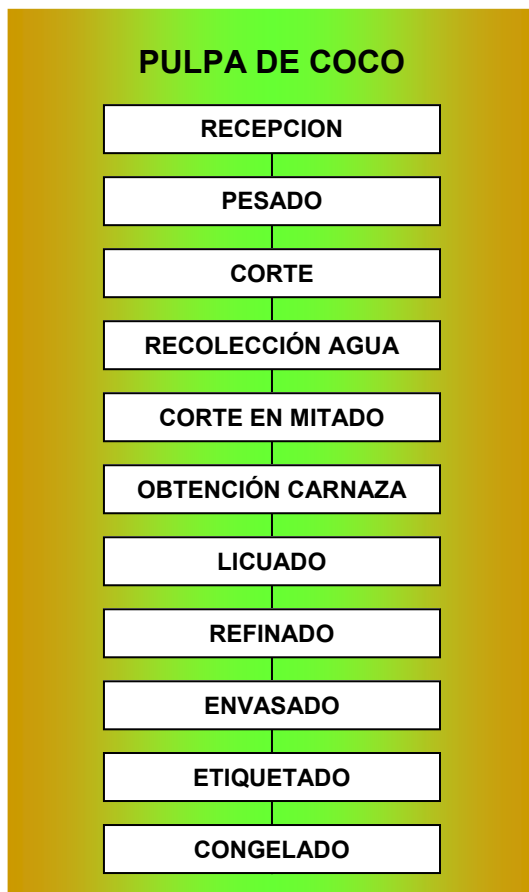 PULPA DE COCO
RECEPCION
PESADO
CORTE
RECOLECCIÓN AGUA
CORTE EN MITADO
OBTENCIÓN CARNAZA
LICUADO
REFINADO
ENVASADO
ETIQUETADO
CONGELADO